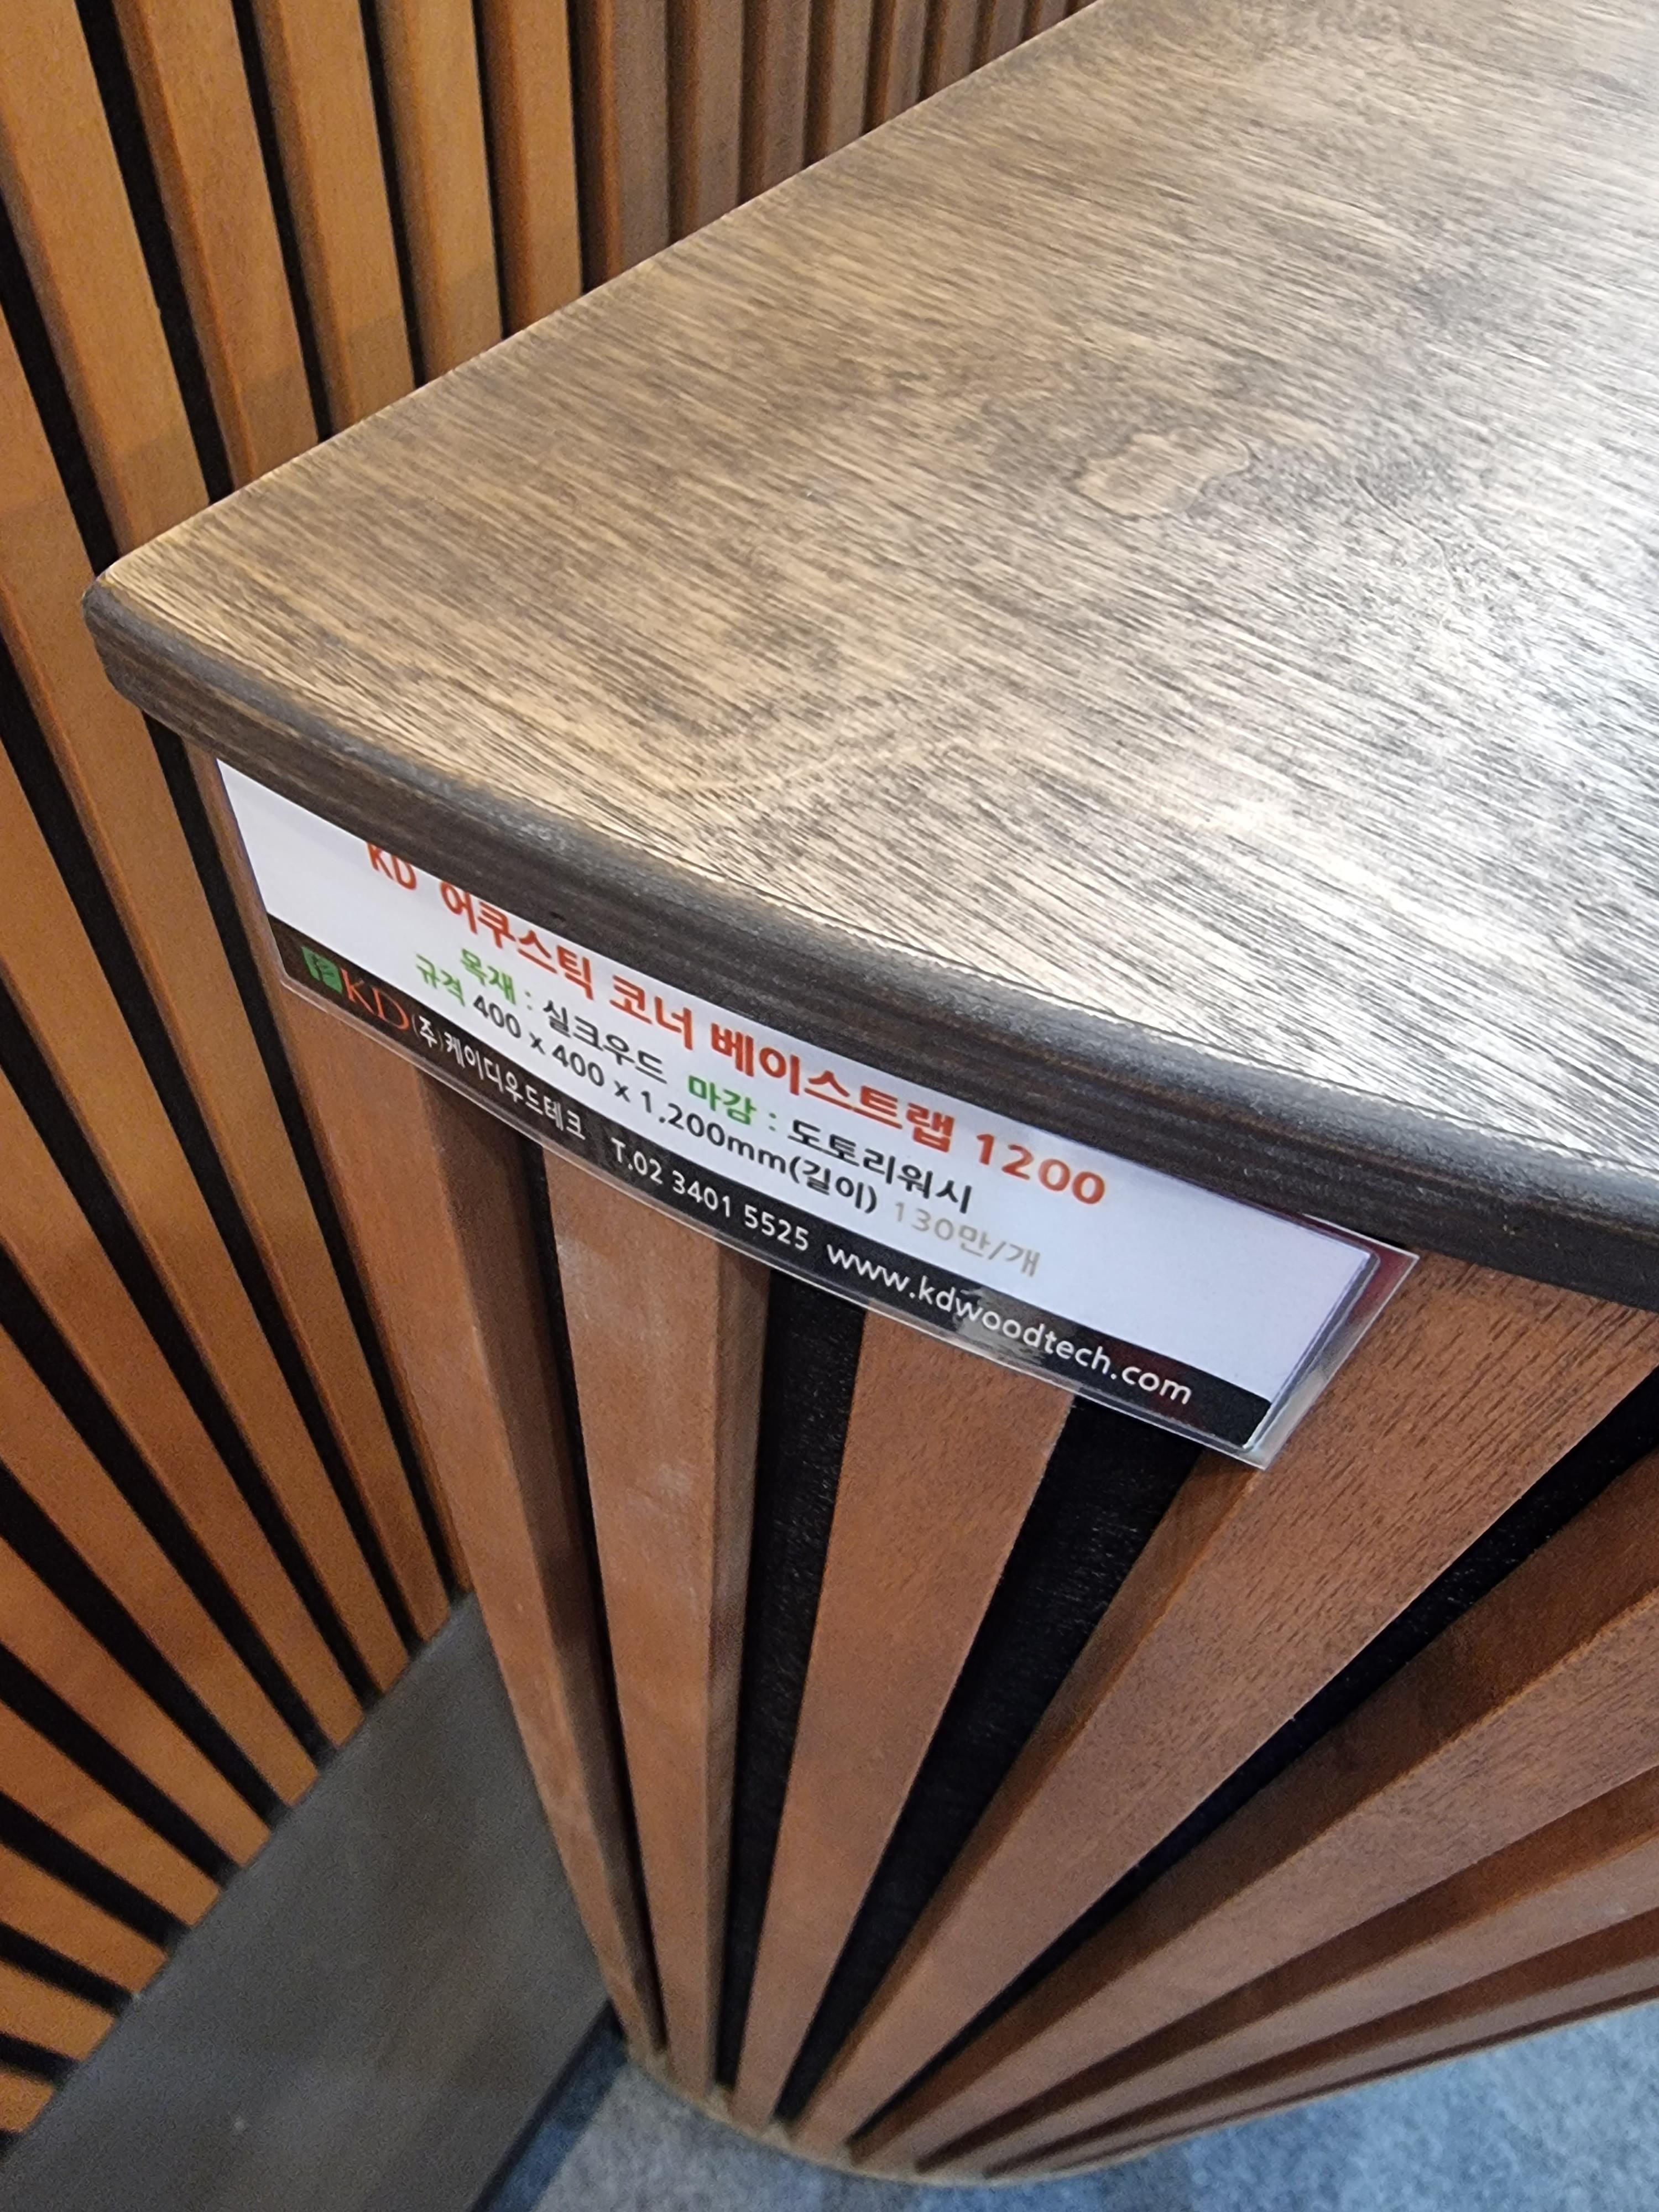 KD 어쿠스틱 코너 베이스트랩 1200
목재 : 실크우드 마감 : 도토리워시
규격 400 x 400 x 1,200mm(길이) 130만/개
KD (주)케이디우드테크 T.02 3401 5525 www.kdwoodtech.com